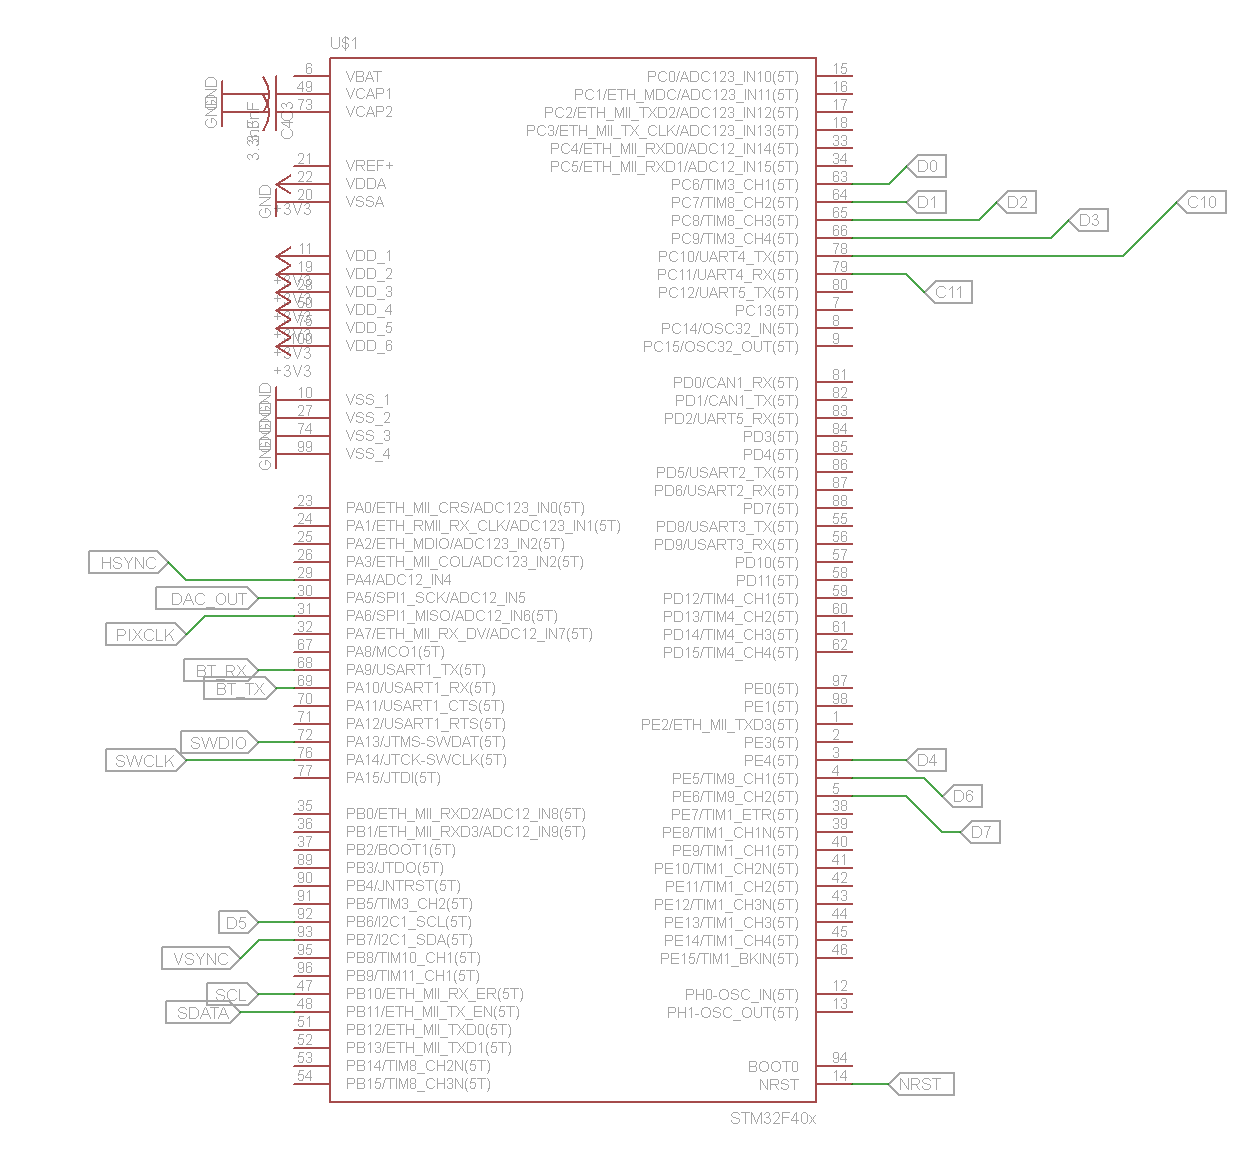 U$1
6 VBAT
49 VCAP1
73 VCAP2
GND
GND
3.3nF
C4
C3
21 VREF+
22 VDDA
20 VSSA
GND
+3V3
11 VDD_1
19 VDD_2
28 VDD_3
50 VDD_4
75 VDD_5
100 VDD_6
+3V3
+3V3
+3V3
+3V3
+3V3
+3V3
10 VSS_1
27 VSS_2
74 VSS_3
99 VSS_4
GND
GND
GND
GND
23 PA0/ETH_MII_CRS/ADC123_IN0(5T)
24 PA1/ETH_RMII_RX_CLK/ADC123_IN1(5T)
25 PA2/ETH_MDIO/ADC123_IN2(5T)
26 PA3/ETH_MII_COL/ADC123_IN2(5T)
HSYNC 29 PA4/ADC12_IN4
DAC_OUT 30 PA5/SPI1_SCK/ADC12_IN5
PIXCLK 31 PA6/SPI1_MISO/ADC12_IN6(5T)
32 PA7/ETH_MII_RX_DV/ADC12_IN7(5T)
67 PA8/MCO1(5T)
BT_RX 68 PA9/USART1_TX(5T)
BT_TX 69 PA10/USART1_RX(5T)
70 PA11/USART1_CTS(5T)
71 PA12/USART1_RTS(5T)
SWDIO 72 PA13/JTMS-SWDAT(5T)
SWCLK 76 PA14/JTCK-SWCLK(5T)
77 PA15/JTDI(5T)
35 PB0/ETH_MII_RXD2/ADC12_IN8(5T)
36 PB1/ETH_MII_RXD3/ADC12_IN9(5T)
37 PB2/BOOT1(5T)
89 PB3/JTDO(5T)
90 PB4/JNTRST(5T)
91 PB5/TIM3_CH2(5T)
D5 92 PB6/I2C1_SCL(5T)
VSYNC 93 PB7/I2C1_SDA(5T)
95 PB8/TIM10_CH1(5T)
96 PB9/TIM11_CH1(5T)
SCL 47 PB10/ETH_MII_RX_ER(5T)
SDATA 48 PB11/ETH_MII_TX_EN(5T)
51 PB12/ETH_MII_TXD0(5T)
52 PB13/ETH_MII_TXD1(5T)
53 PB14/TIM8_CH2N(5T)
54 PB15/TIM8_CH3N(5T)
PC0/ADC123_IN10(5T) 15
PC1/ETH_MDC/ADC123_IN11(5T) 16
PC2/ETH_MII_TXD2/ADC123_IN12(5T) 17
PC3/ETH_MII_TX_CLK/ADC123_IN13(5T) 18
PC4/ETH_MII_RXD0/ADC12_IN14(5T) 33
PC5/ETH_MII_RXD1/ADC12_IN15(5T) 34
PC6/TIM3_CH1(5T) 63 D0
PC7/TIM8_CH2(5T) 64 D1
PC8/TIM8_CH3(5T) 65 D2
PC9/TIM3_CH4(5T) 66 D3
PC10/UART4_TX(5T) 78 C10
PC11/UART4_RX(5T) 79 C11
PC12/UART5_TX(5T) 80
PC13(5T) 7
PC14/OSC32_IN(5T) 8
PC15/OSC32_OUT(5T) 9
PD0/CAN1_RX(5T) 81
PD1/CAN1_TX(5T) 82
PD2/UART5_RX(5T) 83
PD3(5T) 84
PD4(5T) 85
PD5/USART2_TX(5T) 86
PD6/USART2_RX(5T) 87
PD7(5T) 88
PD8/USART3_TX(5T) 55
PD9/USART3_RX(5T) 56
PD10(5T) 57
PD11(5T) 58
PD12/TIM4_CH1(5T) 59
PD13/TIM4_CH2(5T) 60
PD14/TIM4_CH3(5T) 61
PD15/TIM4_CH4(5T) 62
PE0(5T) 97
PE1(5T) 98
PE2/ETH_MII_TXD3(5T) 1
PE3(5T) 2
PE4(5T) 3 D4
PE5/TIM9_CH1(5T) 4 D6
PE6/TIM9_CH2(5T) 5 D7
PE7/TIM1_ETR(5T) 38
PE8/TIM1_CH1N(5T) 39
PE9/TIM1_CH1(5T) 40
PE10/TIM1_CH2N(5T) 41
PE11/TIM1_CH2(5T) 42
PE12/TIM1_CH3N(5T) 43
PE13/TIM1_CH3(5T) 44
PE14/TIM1_CH4(5T) 45
PE15/TIM1_BKIN(5T) 46
PH0-OSC_IN(5T) 12
PH1-OSC_OUT(5T) 13
BOOT0 94
NRST 14 NRST
STM32F40x